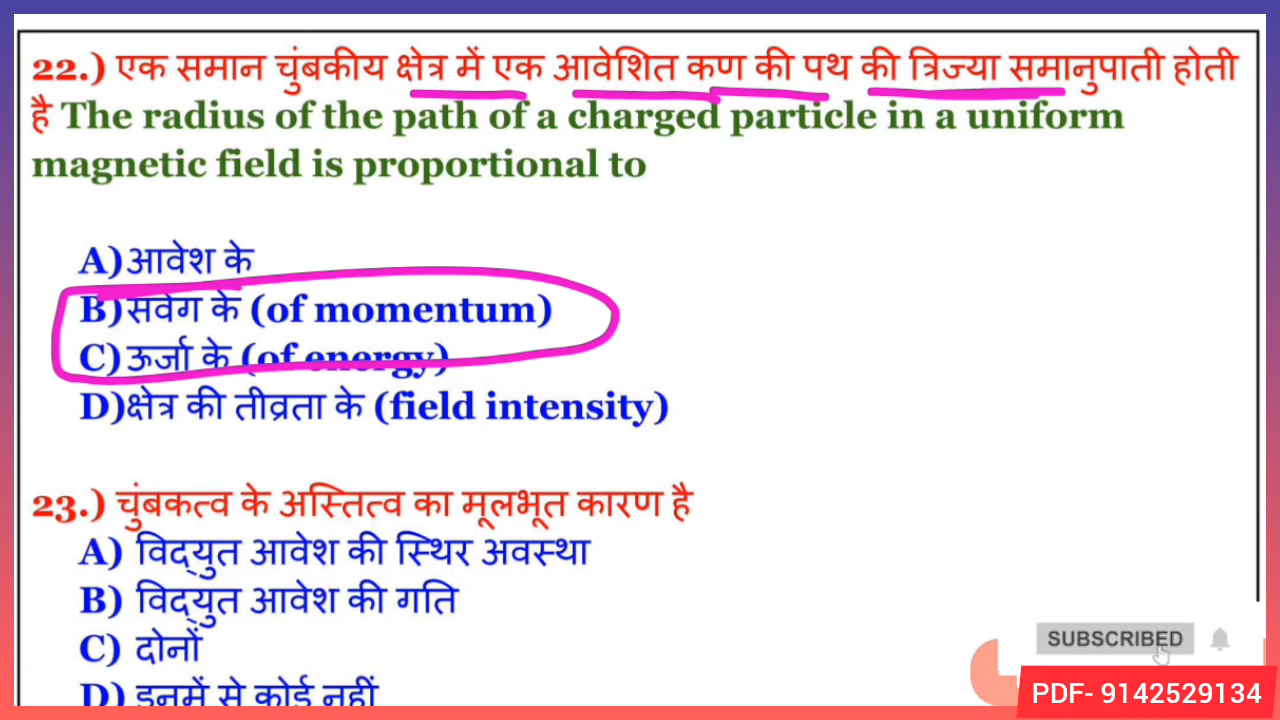 22.) एक समान चुंबकीय क्षेत्र में एक आवेशित कण की पथ की त्रिज्या समानुपाती होती
है The radius of the path of a charged particle in a uniform
magnetic field is proportional to
A)आवेश के
B)संवेग के (of momentum)
C)ऊर्जा के (of energy)
D)क्षेत्र की तीव्रता के (field intensity)
23.) चुंबकत्व के अस्तित्व का मूलभूत कारण है
A) विद्युत आवेश की स्थिर अवस्था
B) विद्युत आवेश की गति
C) दोनों
D) इनमें से कोई नहीं
SUBSCRIBED
PDF- 9142529134